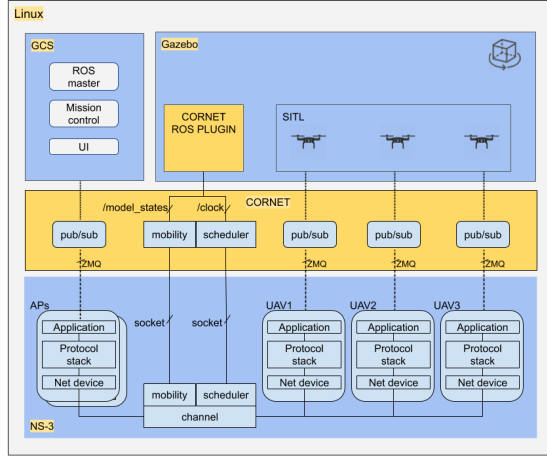 Linux
GCS
ROS
master
Mission
control
UI
Gazebo
CORNET
ROS PLUGIN
SITL
CORNET
/model_states
/clock
pub/sub
mobility
scheduler
pub/sub
pub/sub
pub/sub
ZMQ
ZMQ
ZMQ
ZMQ
APs
socket
socket
UAV1
UAV2
UAV3
Application
Protocol
stack
Net device
Application
Protocol
stack
Net device
Application
Protocol
stack
Net device
Application
Protocol
stack
Net device
mobility
scheduler
channel
NS-3